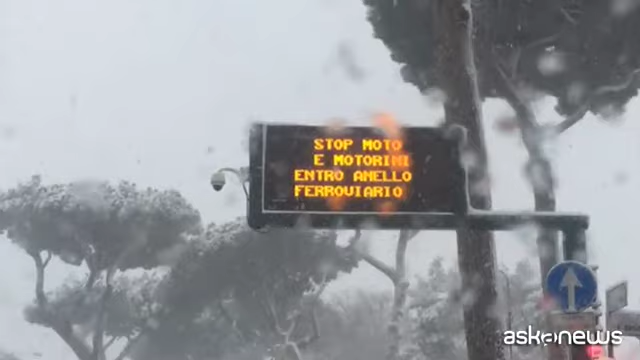 STOP MOTO
E MOTORINI
ENTRO ANELLO
FERROVIARIO
askanews